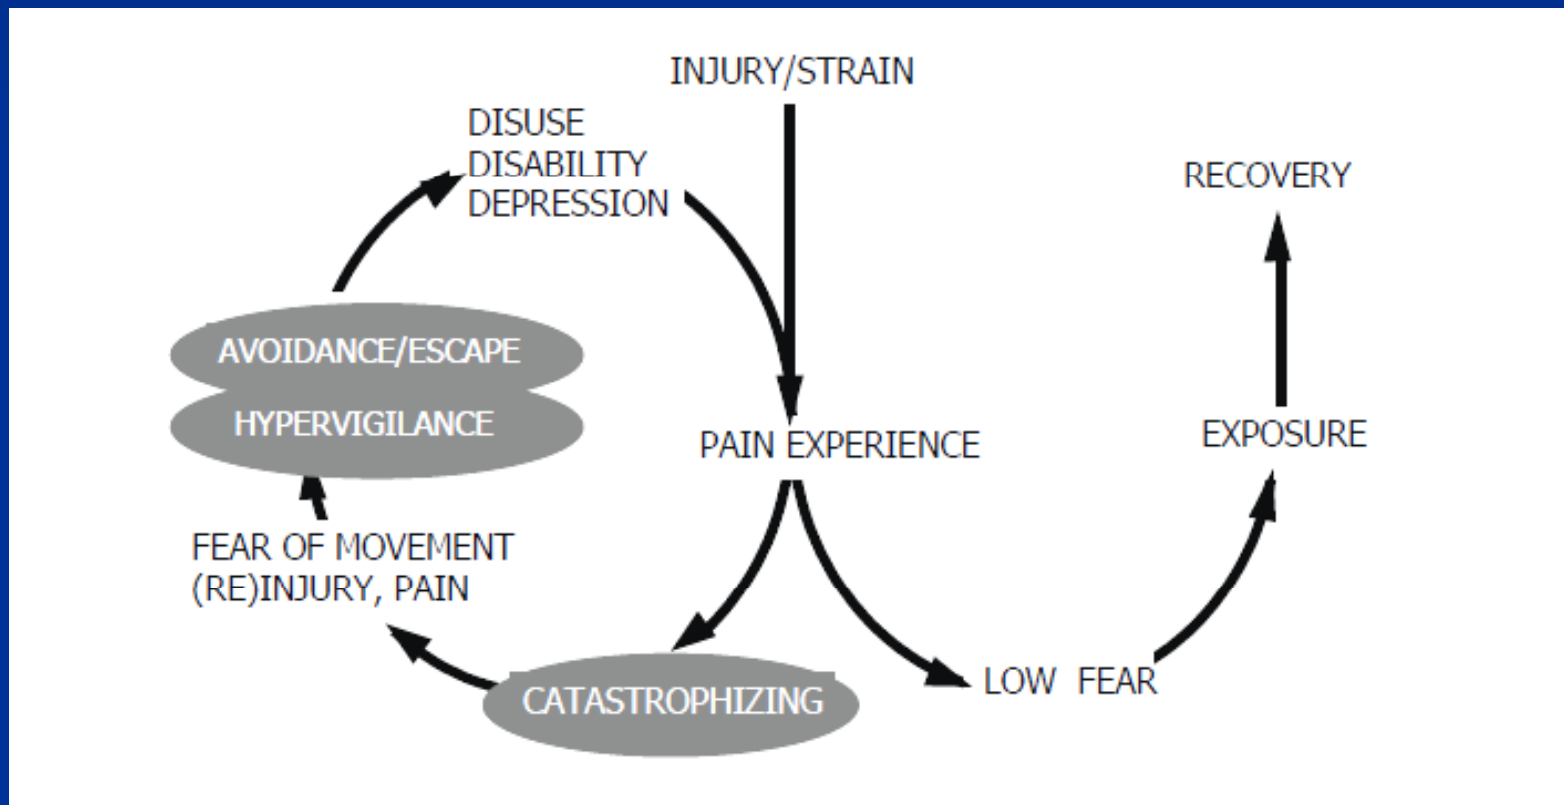 INJURY/STRAIN
DISUSE
DISABILITY
DEPRESSION
RECOVERY
AVOIDANCE/ESCAPE
HYPERVIGILANCE
PAIN EXPERIENCE
EXPOSURE
FEAR OF MOVEMENT
(RE)INJURY, PAIN
LOW FEAR
CATASTROPHIZING